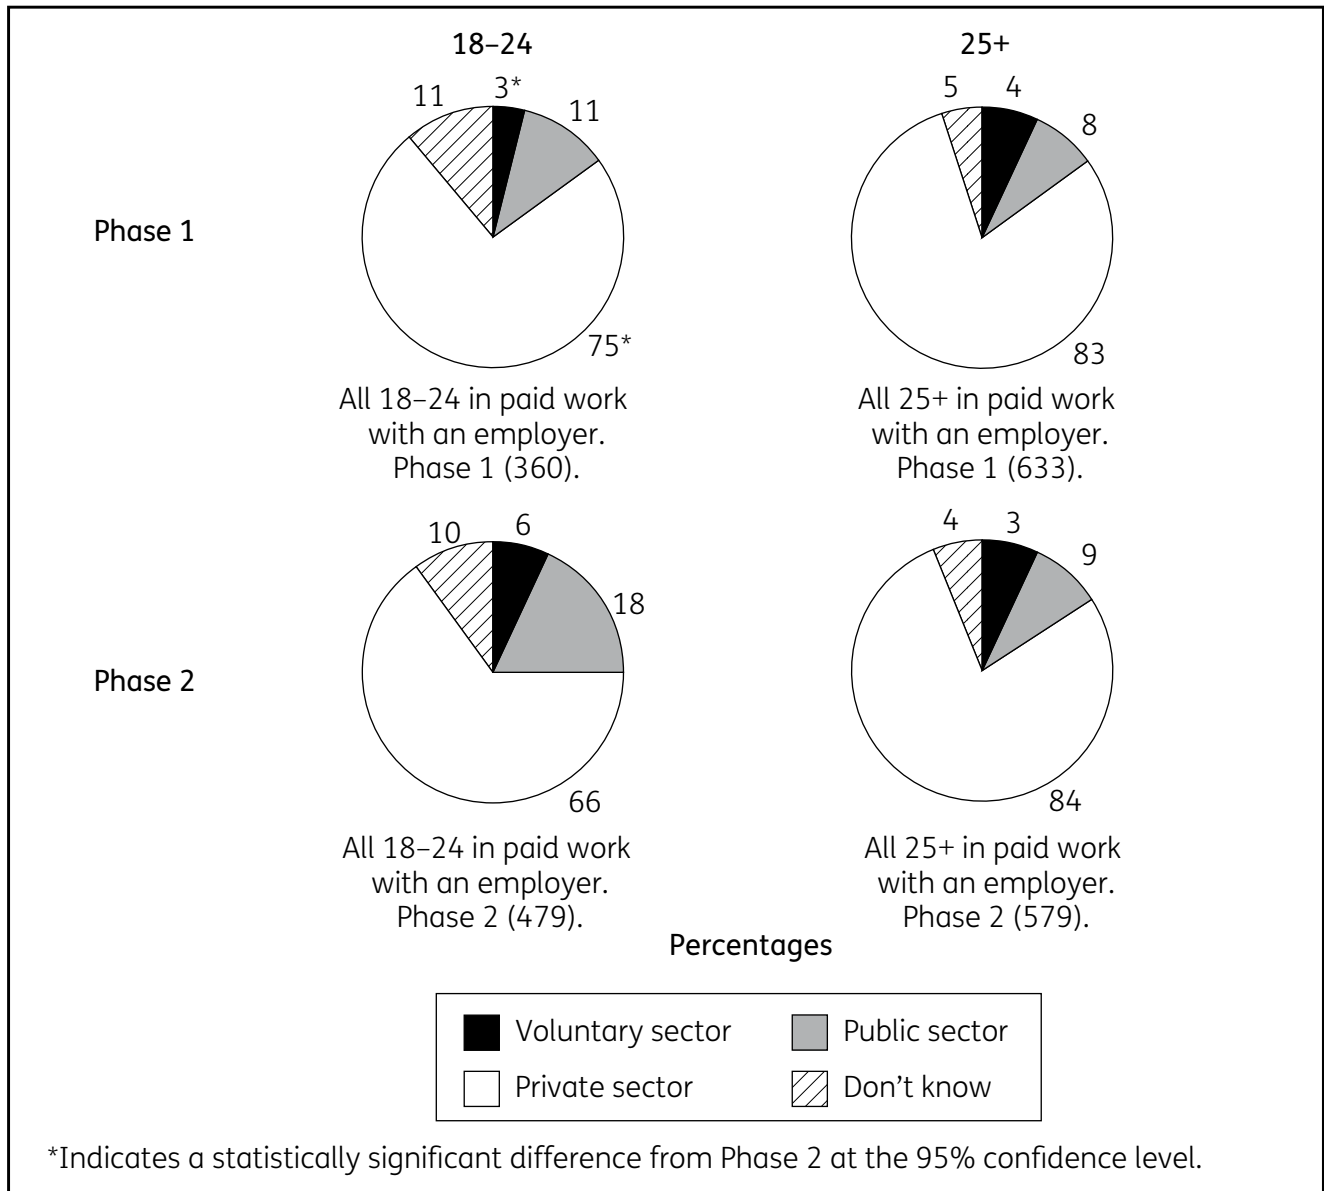 18–24
25+
Phase 1
11
3*
11
75*
5
4
8
83
All 18–24 in paid work
with an employer.
Phase 1 (360).
All 25+ in paid work
with an employer.
Phase 1 (633).
Phase 2
10
6
18
66
4
3
9
84
All 18–24 in paid work
with an employer.
Phase 2 (479).
All 25+ in paid work
with an employer.
Phase 2 (579).
Percentages
Voluntary sector
Public sector
Private sector
Don't know
*Indicates a statistically significant difference from Phase 2 at the 95% confidence level.